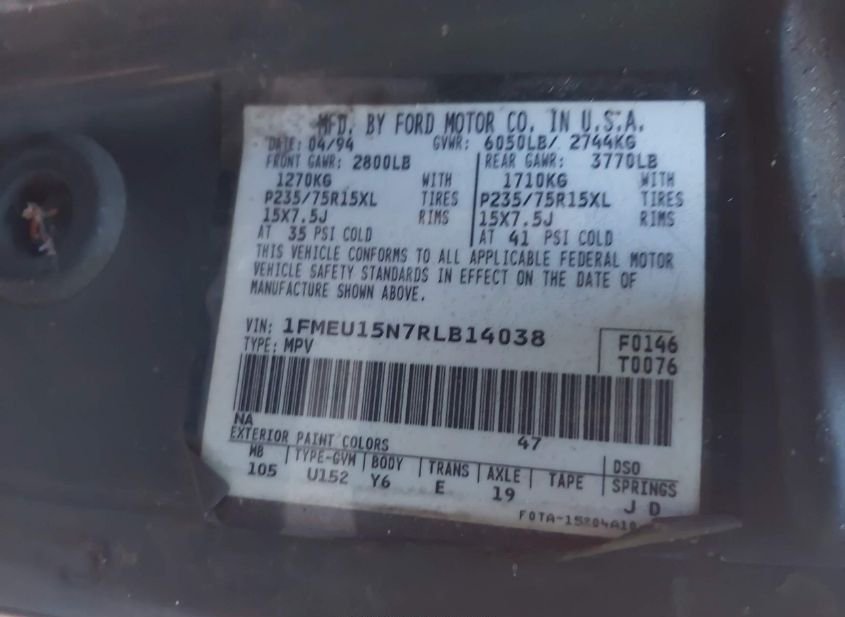 MFD. BY FORD MOTOR CO. IN U.S.A.
DATE: 04/94 GVWR: 6050LB/ 2744KG
FRONT GAWR: 2800LB REAR GAWR: 3770LB
1270KG WITH 1710KG WITH
P235/75R15XL TIRES P235/75R15XL TIRES
15X7.5J RIMS 15X7.5J RIMS
AT 35 PSI COLD AT 41 PSI COLD
THIS VEHICLE CONFORMS TO ALL APPLICABLE FEDERAL MOTOR
VEHICLE SAFETY STANDARDS IN EFFECT ON THE DATE OF
MANUFACTURE SHOWN ABOVE.
VIN: 1FMEU15N7RLB14038 F0146
TYPE: MPV T0076
NA 47
EXTERIOR PAINT COLORS DSO
WB TYPE-GVW BODY TRANS AXLE TAPE SPRINGS
105 U152 Y6 E 19 J D